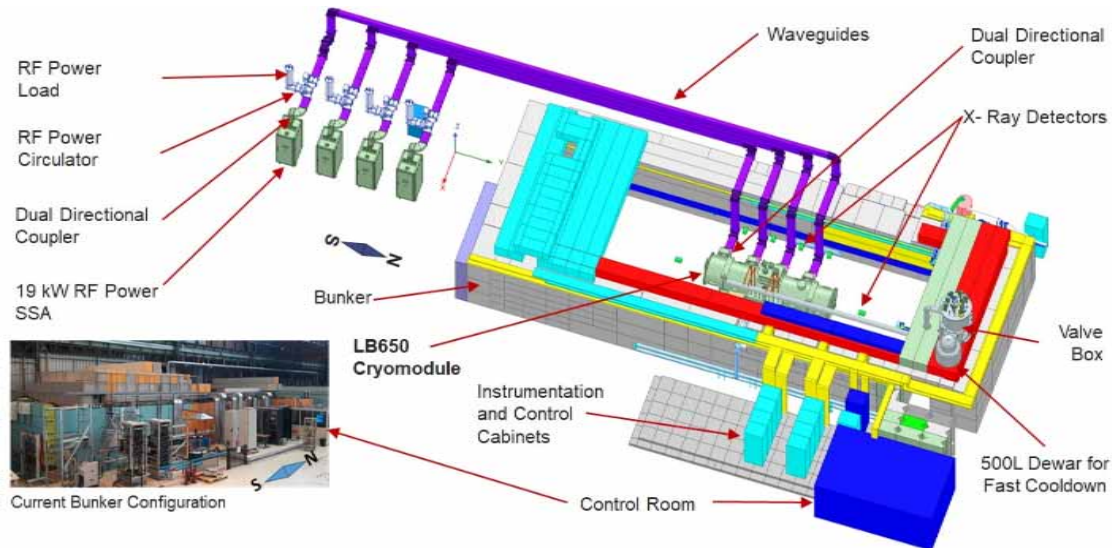 RF Power
Load
RF Power
Circulator
Dual Directional
Coupler
19 kW RF Power
SSA
Waveguides
Dual Directional
Coupler
X- Ray Detectors
S
N
Bunker
LB650
Cryomodule
Instrumentation
and Control
Cabinets
Valve
Box
500L Dewar for
Fast Cooldown
Control Room
S
N
Current Bunker Configuration